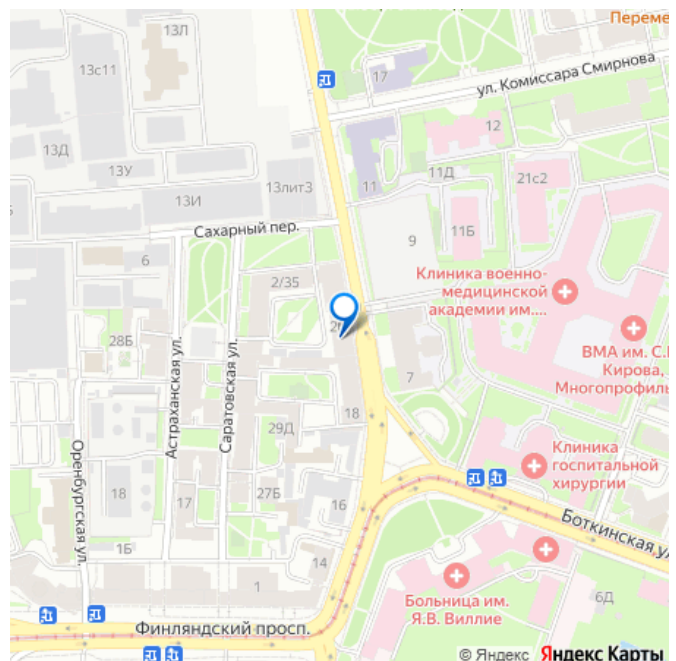 13Л
Переме
13с11
17
ул. Комиссара Смирнова
12
13Д
13У
11Д
21с2
11
13лит3
13И
Сахарный пер.
9
11Б
6
2/35
Клиника военно-
медицинской
академии им....
28Б
Астраханская ул.
Саратовская ул.
7
ВМА им. С.
Кирова,
Многопрофиль
18
29Д
Клиника
госпитальной
хирургии
Оренбургская ул.
18
17
27Б
16
Боткинская ул
1Б
14
1
Больница им.
Я.В. Виллие
6Д
Финляндский просп.
© Яндекс Яндекс Карты